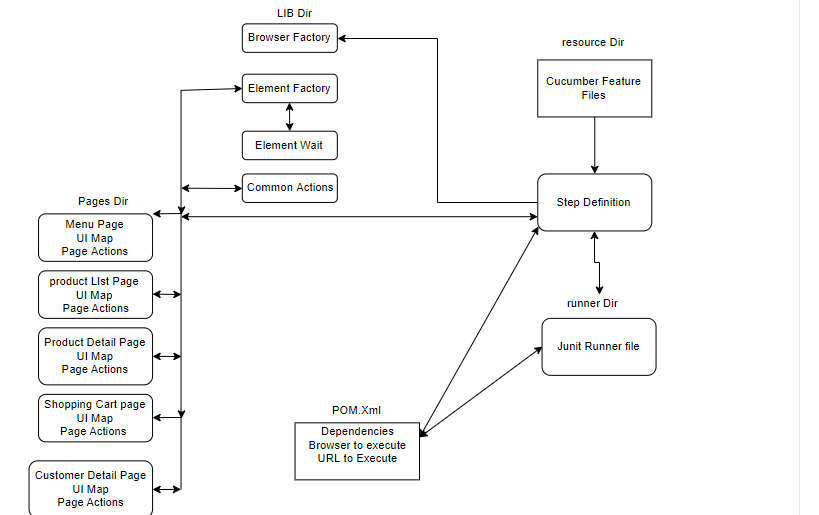 LIB Dir
Browser Factory
resource Dir
Element Factory
Cucumber Feature
Files
Element Wait
Common Actions
Pages Dir
Step Definition
Menu Page
UI Map
Page Actions
product LIst Page
UI Map
Page Actions
runner Dir
Product Detail Page
UI Map
Page Actions
Junit Runner file
Shopping Cart page
UI Map
Page Actions
POM.Xml
Dependencies
Browser to execute
URL to Execute
Customer Detail Page
UI Map
Page Actions